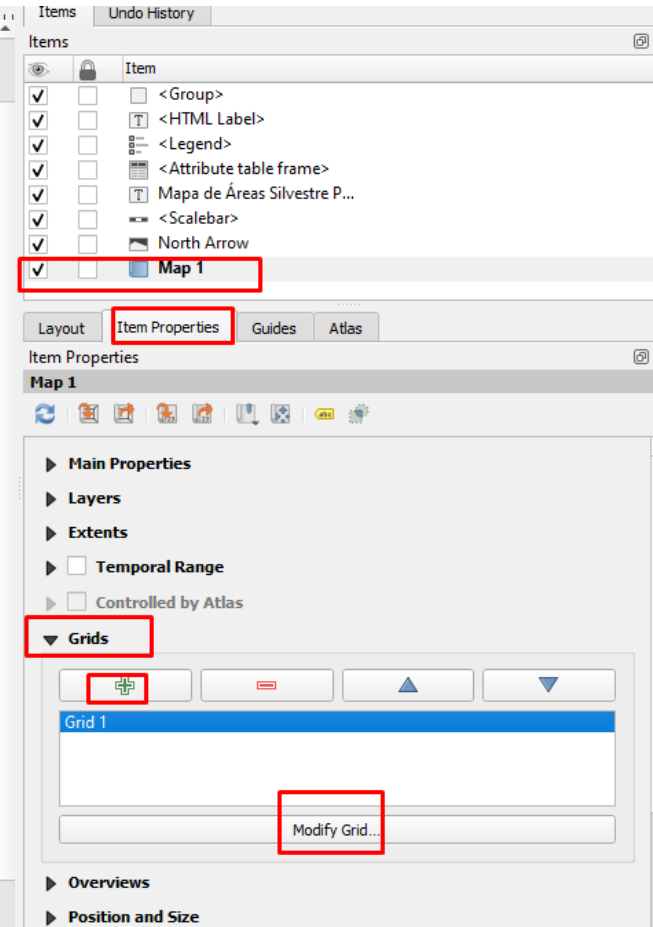 Items Undo History
Items
Item
<Group>
<HTML Label>
<Legend>
<Attribute table frame>
Mapa de Áreas Silvestre P...
<Scalebar>
North Arrow
Map 1
Layout Item Properties Guides Atlas
Item Properties
Map 1
Main Properties
Layers
Extents
Temporal Range
Controlled by Atlas
Grids
Grid 1
Modify Grid...
Overviews
Position and Size